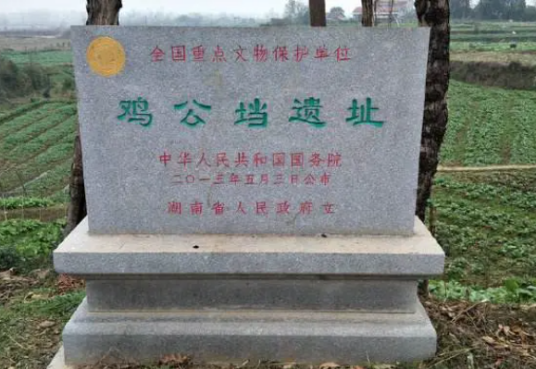 全国重点文物保护单位
鸡公垱遗址
中华人民共和国国务院
二〇一三年五月三日公布
湖南省人民政府立